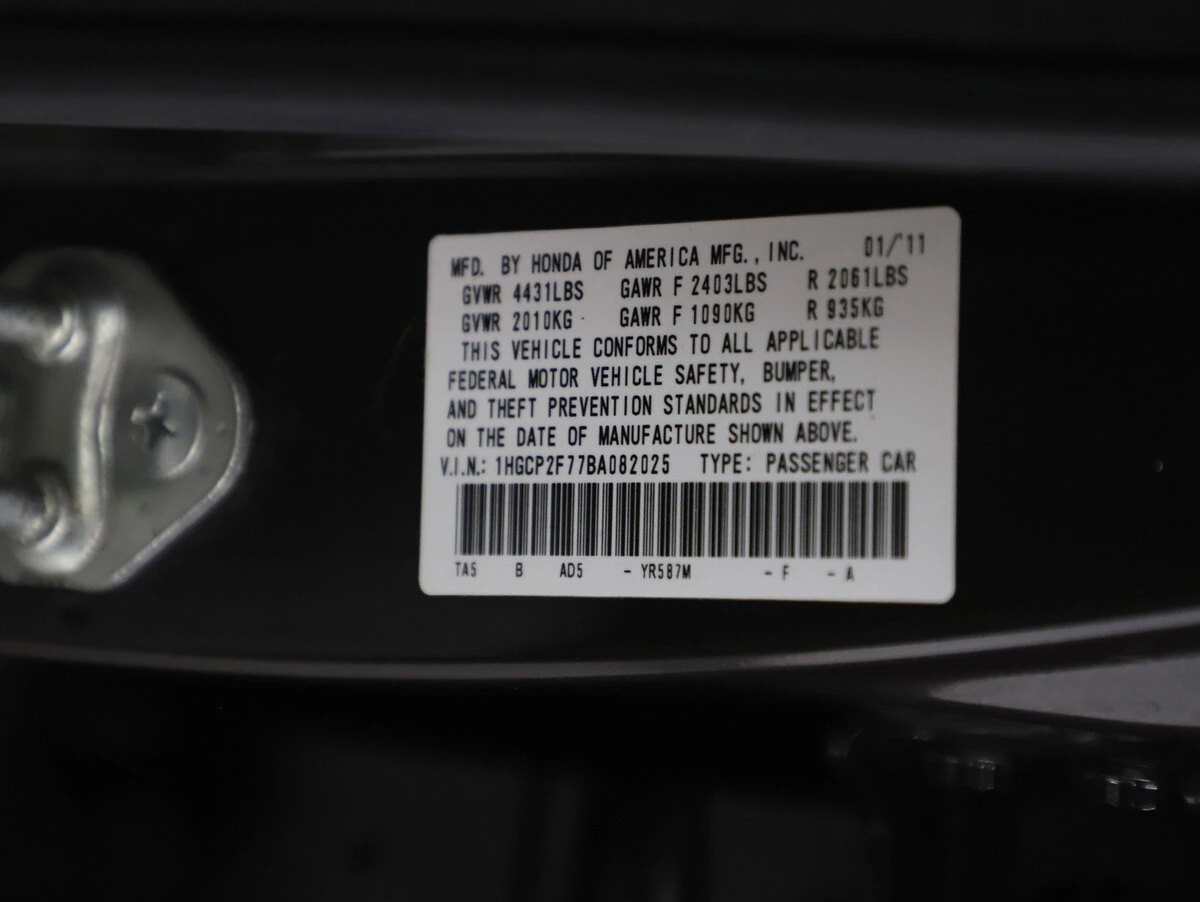 MFD. BY HONDA OF AMERICA MFG., INC. 01/'11
GVWR 4431LBS GAWR F 2403LBS R 2061LBS
GVWR 2010KG GAWR F 1090KG R 935KG
THIS VEHICLE CONFORMS TO ALL APPLICABLE
FEDERAL MOTOR VEHICLE SAFETY, BUMPER,
AND THEFT PREVENTION STANDARDS IN EFFECT
ON THE DATE OF MANUFACTURE SHOWN ABOVE.
V.I.N.: 1HGCP2F77BA082025 TYPE: PASSENGER CAR
TA5 B AD5 - YR587M - F - A